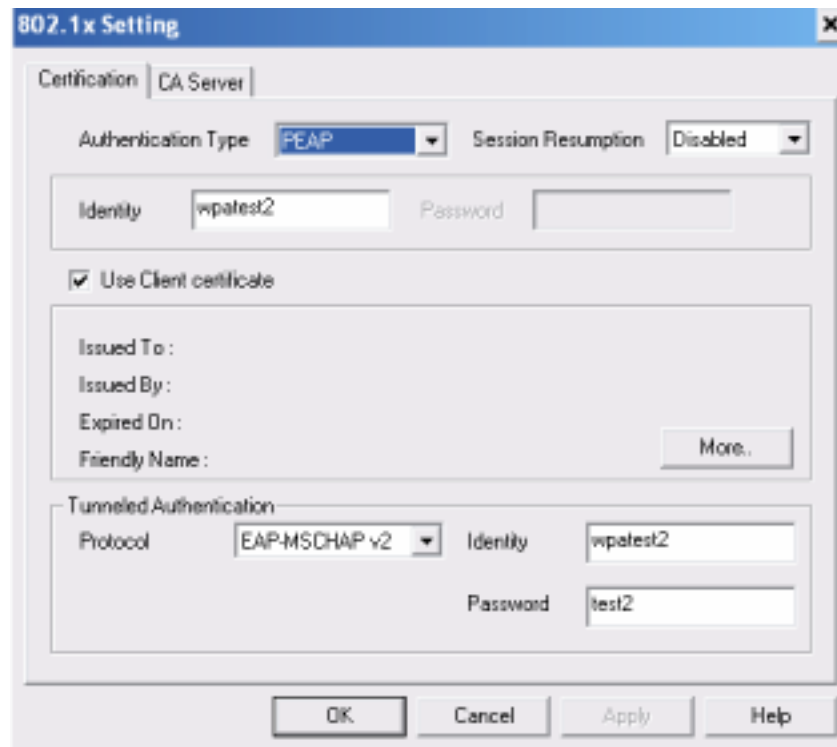 802.1x Setting
Certification CA Server
Authentication Type PEAP Session Resumption Disabled
Identity wpatest2 Password
Use Client certificate
Issued To :
Issued By :
Expired On :
Friendly Name :
More..
Tunneled Authentication
Protocol EAP-MSCHAP v2 Identity wpatest2
Password test2
OK Cancel Apply Help